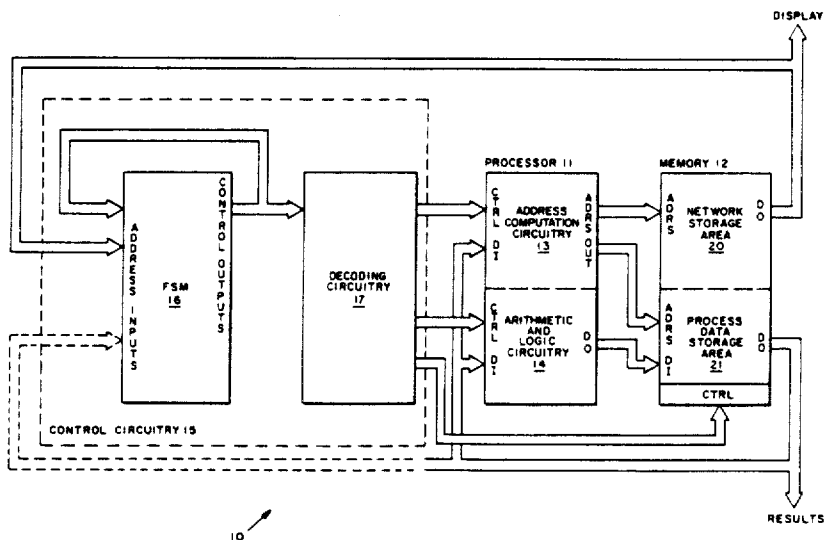 DISPLAY
PROCESSOR 11
MEMORY 12
CONTROL OUTPUTS
ADDRESS INPUTS
FSM
16
DECODING
CIRCUITRY
17
CTRL
DI
ADDRESS
COMPUTATION
CIRCUITRY
13
ADRS OUT
CTRL
DI
ARITHMETIC
AND
LOGIC
CIRCUITRY
14
DO
ADRS
NETWORK
STORAGE
AREA
20
DO
ADRS
DI
PROCESS
DATA
STORAGE
AREA
21
DO
CTRL
CONTROL CIRCUITRY 15
RESULTS
10